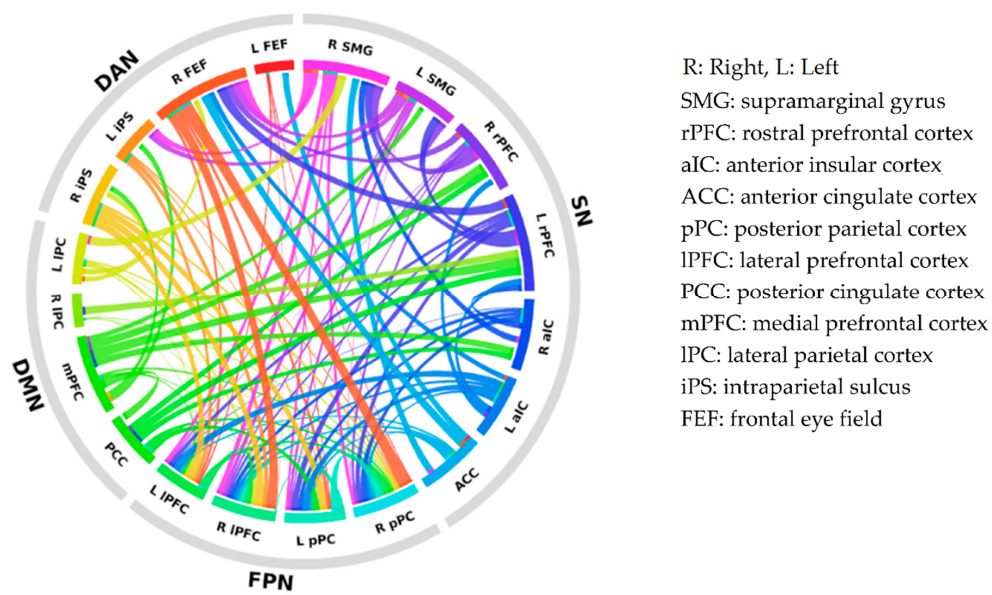 DAN
R FEF
L FEF
R SMG
L SMG
R rPFC
SN
L rPFC
R aIC
L aIC
ACC
R pPC
L pPC
FPN
R lPFC
L lPFC
PCC
DMN
mPFC
R lPC
L lPC
R iPS
L iPS
R: Right, L: Left
SMG: supramarginal gyrus
rPFC: rostral prefrontal cortex
aIC: anterior insular cortex
ACC: anterior cingulate cortex
pPC: posterior parietal cortex
lPFC: lateral prefrontal cortex
PCC: posterior cingulate cortex
mPFC: medial prefrontal cortex
lPC: lateral parietal cortex
iPS: intraparietal sulcus
FEF: frontal eye field